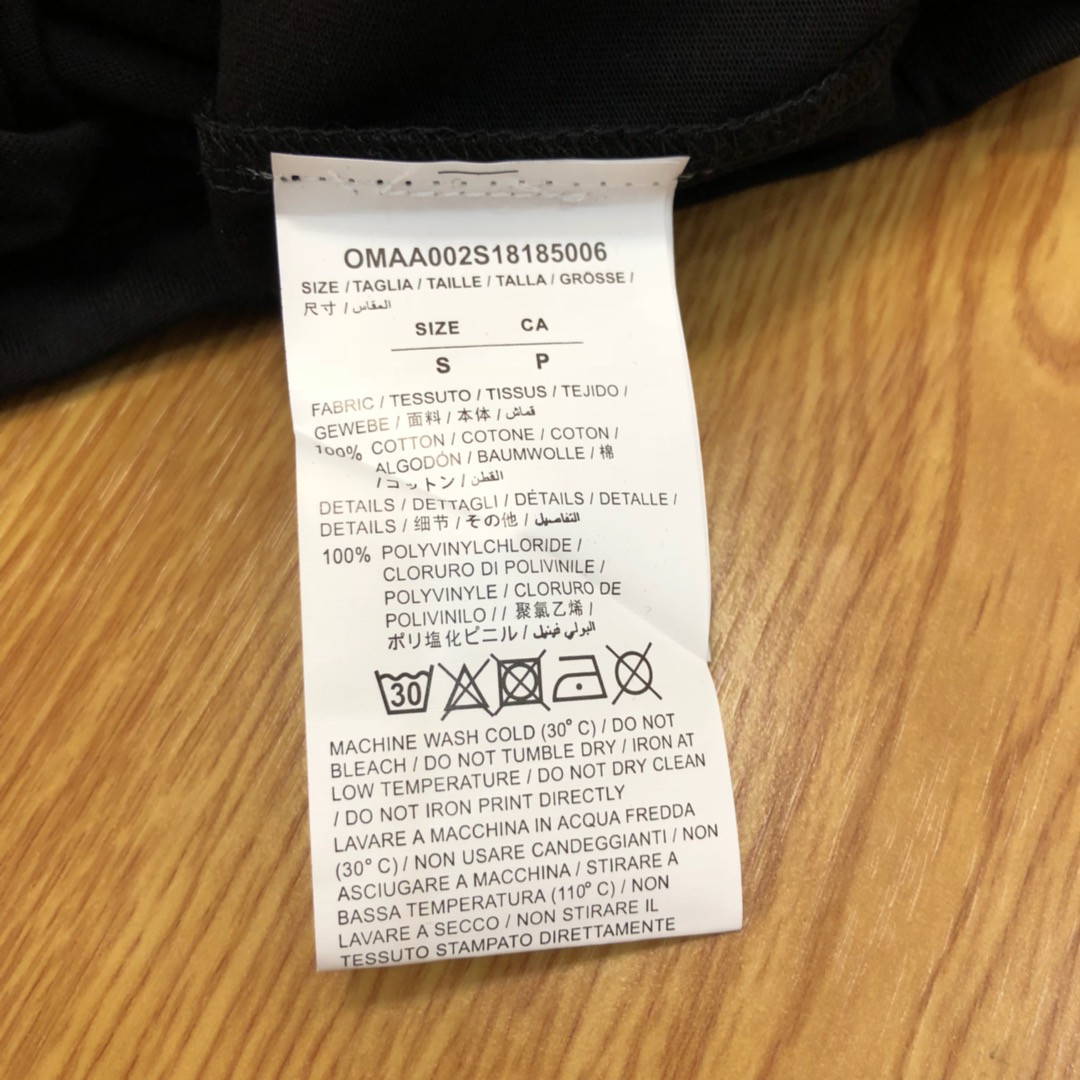 OMAA002S18185006
SIZE / TAGLIA / TAILLE / TALLA / GRÖSSE /
尺寸 / المقاس
SIZE CA
S P
FABRIC / TESSUTO / TISSUS / TEJIDO /
GEWEBE / 面料 / 本体 / قماش
100% COTTON / COTONE / COTON /
ALGODÓN / BAUMWOLLE / 棉
/ コットン / القطن
DETAILS / DETTAGLI / DÉTAILS / DETALLE /
DETAILS / 细节 / その他 / التفاصيل
100% POLYVINYLCHLORIDE /
CLORURO DI POLIVINILE /
POLYVINYLE / CLORURO DE
POLIVINILO / / 聚氯乙烯 /
ポリ塩化ビニル / البولي فينيل
30
MACHINE WASH COLD (30° C) / DO NOT
BLEACH / DO NOT TUMBLE DRY / IRON AT
LOW TEMPERATURE / DO NOT DRY CLEAN
/ DO NOT IRON PRINT DIRECTLY
LAVARE A MACCHINA IN ACQUA FREDDA
(30° C) / NON USARE CANDEGGIANTI / NON
ASCIUGARE A MACCHINA / STIRARE A
BASSA TEMPERATURA (110° C) / NON
LAVARE A SECCO / NON STIRARE IL
TESSUTO STAMPATO DIRETTAMENTE